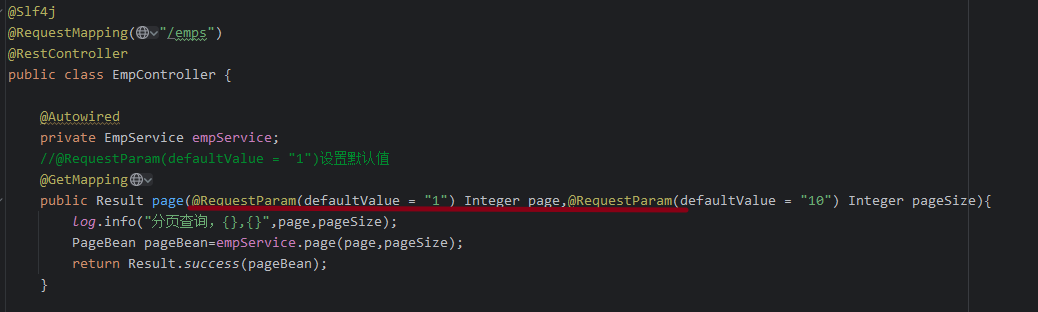 @Slf4j
@RequestMapping("/emps")
@RestController
public class EmpController {
@Autowired
private EmpService empService;
//@RequestParam(defaultValue = "1")设置默认值
@GetMapping
public Result page(@RequestParam(defaultValue = "1") Integer page,@RequestParam(defaultValue = "10") Integer pageSize){
log.info("分页查询，{},{}",page,pageSize);
PageBean pageBean=empService.page(page,pageSize);
return Result.success(pageBean);
}